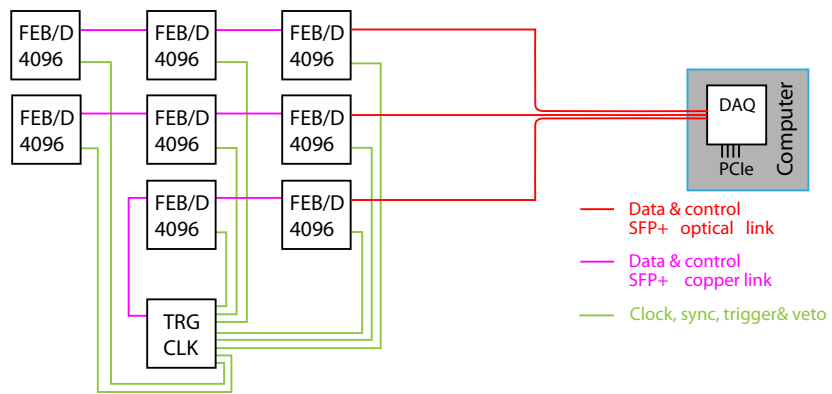 FEB/D
4096
FEB/D
4096
FEB/D
4096
FEB/D
4096
FEB/D
4096
FEB/D
4096
FEB/D
4096
FEB/D
4096
TRG
CLK
DAQ
PCIe
Computer
Data & control
SFP+ optical link
Data & control
SFP+ copper link
Clock, sync, trigger& veto